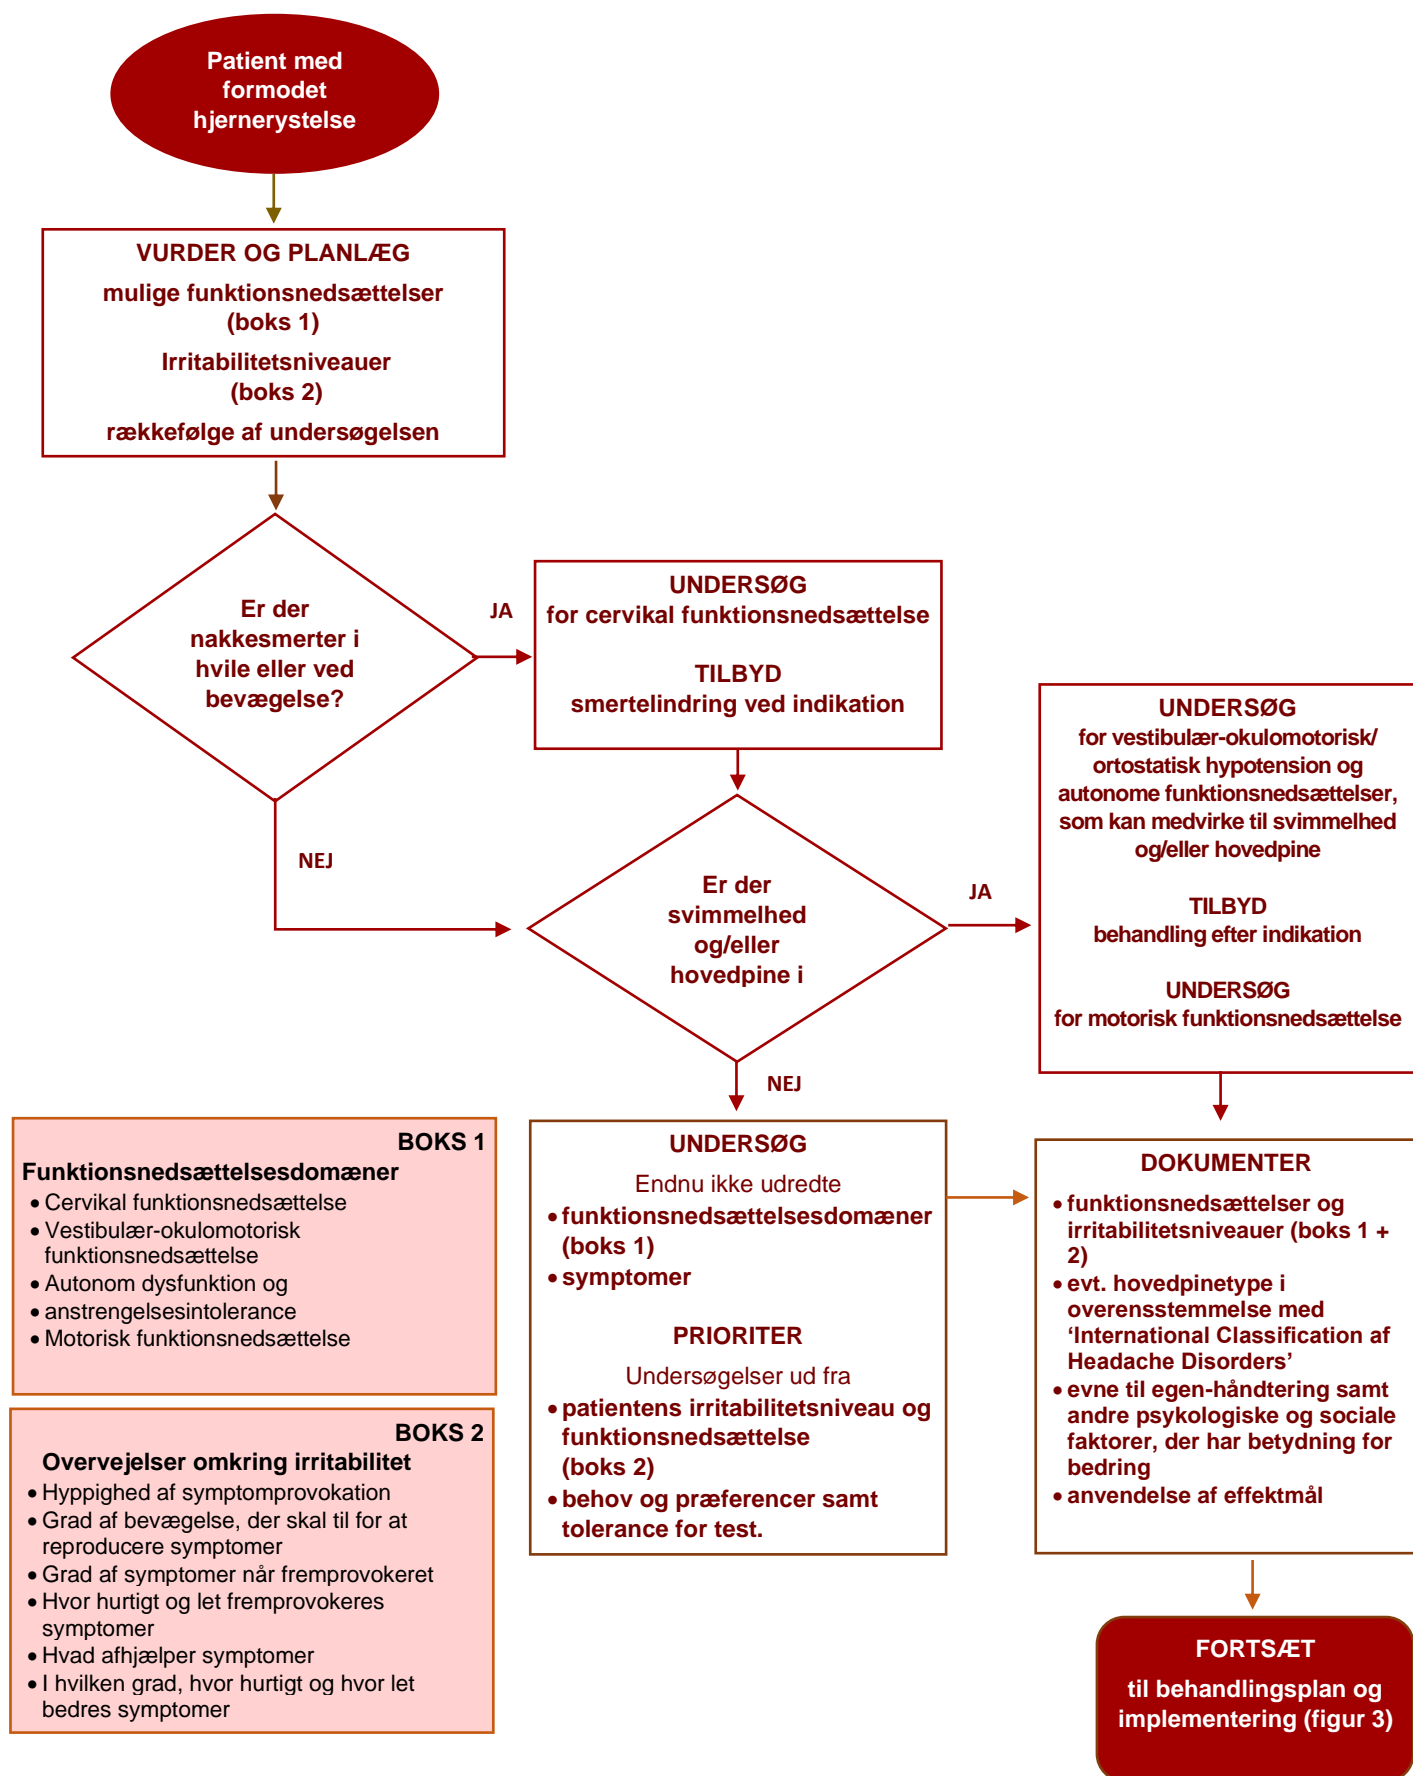 Patient med
formodet
hjernerystelse
VURDER OG PLANLÆG
mulige funktionsnedsættelser
(boks 1)
Irritabilitetsniveauer
(boks 2)
rækkefølge af undersøgelsen
Er der
nakkesmerter i
hvile eller ved
bevægelse?
JA
UNDERSØG
for cervikal funktionsnedsættelse
TILBYD
smertelindring ved indikation
NEJ
Er der
svimmelhed
og/eller
hovedpine i
JA
UNDERSØG
for vestibulær-okulomotorisk/
ortostatisk hypotension og
autonome funktionsnedsættelser,
som kan medvirke til svimmelhed
og/eller hovedpine
TILBYD
behandling efter indikation
UNDERSØG
for motorisk funktionsnedsættelse
NEJ
UNDERSØG
Endnu ikke udredte
• funktionsnedsættelsesdomæner
(boks 1)
• symptomer
PRIORITER
Undersøgelser ud fra
• patientens irritabilitetsniveau og
funktionsnedsættelse
(boks 2)
• behov og præferencer samt
tolerance for test.
DOKUMENTER
• funktionsnedsættelser og
irritabilitetsniveauer (boks 1 +
2)
• evt. hovedpinetype i
overensstemmelse med
‘International Classification af
Headache Disorders’
• evne til egen-håndtering samt
andre psykologiske og sociale
faktorer, der har betydning for
bedring
• anvendelse af effektmål
FORTSÆT
til behandlingsplan og
implementering (figur 3)
BOKS 1
Funktionsnedsættelsesdomæner
• Cervikal funktionsnedsættelse
• Vestibulær-okulomotorisk
funktionsnedsættelse
• Autonom dysfunktion og
• anstrengelsesintolerance
• Motorisk funktionsnedsættelse
BOKS 2
Overvejelser omkring irritabilitet
• Hyppighed af symptomprovokation
• Grad af bevægelse, der skal til for at
reproducere symptomer
• Grad af symptomer når fremprovokeret
• Hvor hurtigt og let fremprovokeres
symptomer
• Hvad afhjælper symptomer
• I hvilken grad, hvor hurtigt og hvor let
bedres symptomer